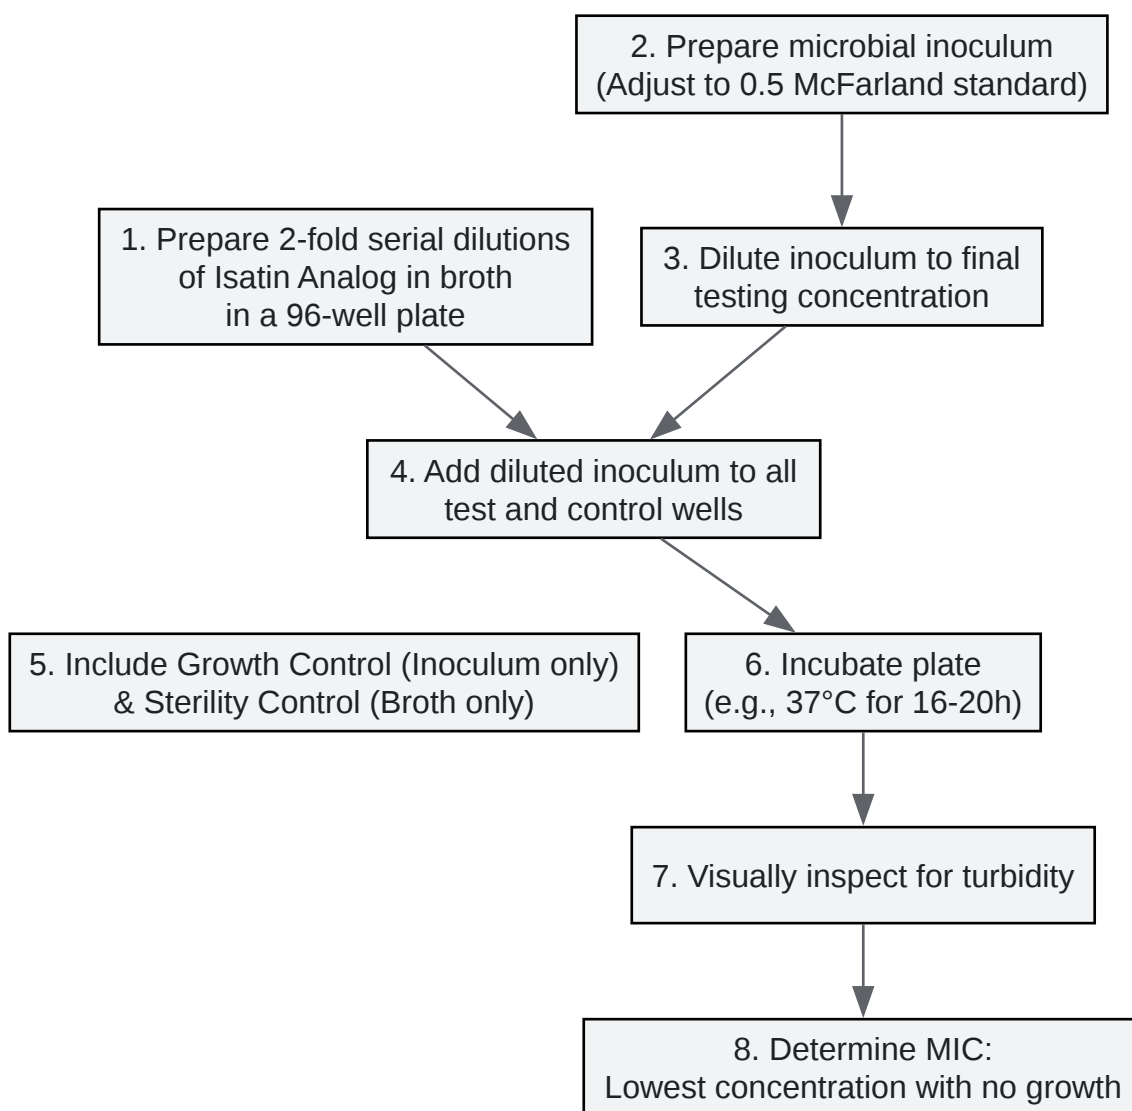 2. Prepare microbial inoculum
(Adjust to 0.5 McFarland standard)
1. Prepare 2-fold serial dilutions
of Isatin Analog in broth
in a 96-well plate
3. Dilute inoculum to final
testing concentration
4. Add diluted inoculum to all
test and control wells
5. Include Growth Control (Inoculum only)
& Sterility Control (Broth only)
6. Incubate plate
(e.g., 37°C for 16-20h)
7. Visually inspect for turbidity
8. Determine MIC:
Lowest concentration with no growth